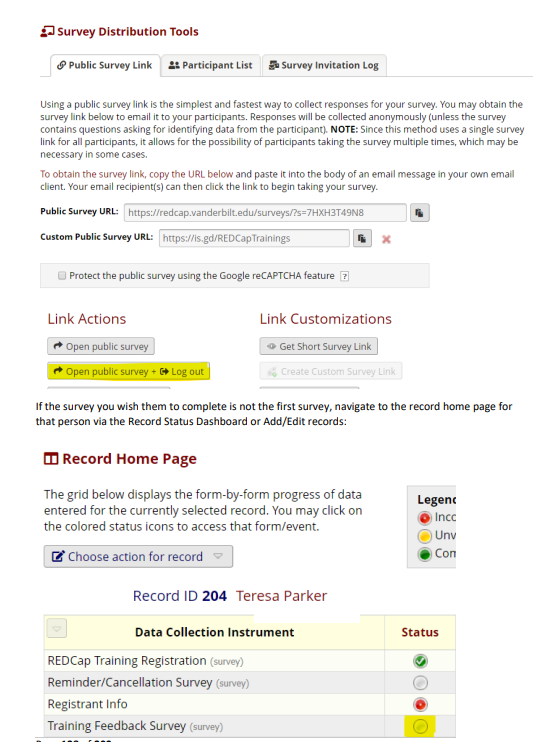 Survey Distribution Tools
Public Survey Link
Participant List
Survey Invitation Log
Using a public survey link is the simplest and fastest way to collect responses for your survey. You may obtain the
survey link below to email it to your participants. Responses will be collected anonymously (unless the survey
contains questions asking for identifying data from the participant). NOTE: Since this method uses a single survey
link for all participants, it allows for the possibility of participants taking the survey multiple times, which may be
necessary in some cases.
To obtain the survey link, copy the URL below and paste it into the body of an email message in your own email
client. Your email recipient(s) can then click the link to begin taking your survey.
Public Survey URL: https://redcap.vanderbilt.edu/surveys/?s=7HXH3T49N8
Custom Public Survey URL: https://is.gd/REDCapTrainings
Protect the public survey using the Google reCAPTCHA feature ?
Link Actions
Open public survey
Open public survey + Log out
Link Customizations
Get Short Survey Link
Create Custom Survey Link
If the survey you wish them to complete is not the first survey, navigate to the record home page for
that person via the Record Status Dashboard or Add/Edit records:
Record Home Page
The grid below displays the form-by-form progress of data
entered for the currently selected record. You may click on
the colored status icons to access that form/event.
Choose action for record
Legend
Inco
Unv
Com
Record ID 204 Teresa Parker
Data Collection Instrument Status
REDCap Training Registration (survey)
Reminder/Cancellation Survey (survey)
Registrant Info
Training Feedback Survey (survey)